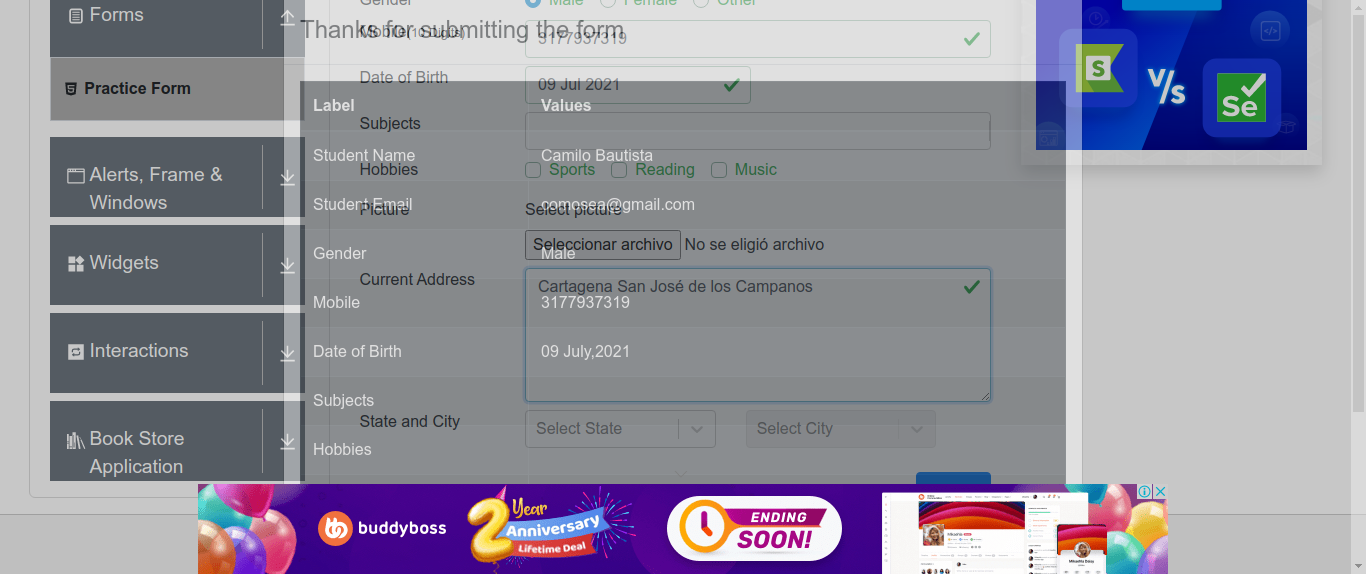 Gender Male Female Other
Forms
Thanks for submitting the form
Mobile(10 Digits) 3177937319
Date of Birth 09 Jul 2021
Practice Form
Label Values
Subjects
Student Name Camilo Bautista
Hobbies Sports Reading Music
Alerts, Frame &
Windows
Student Email comosea@gmail.com
Picture Select picture
Seleccionar archivo No se eligió archivo
Gender Male
Widgets
Current Address Cartagena San José de los Campanos
Mobile 3177937319
Interactions
Date of Birth 09 July,2021
Subjects
State and City Select State Select City
Book Store
Application
Hobbies
S V/s Se
buddyboss
2 Year
Anniversary
Lifetime Deal
ENDING
SOON!